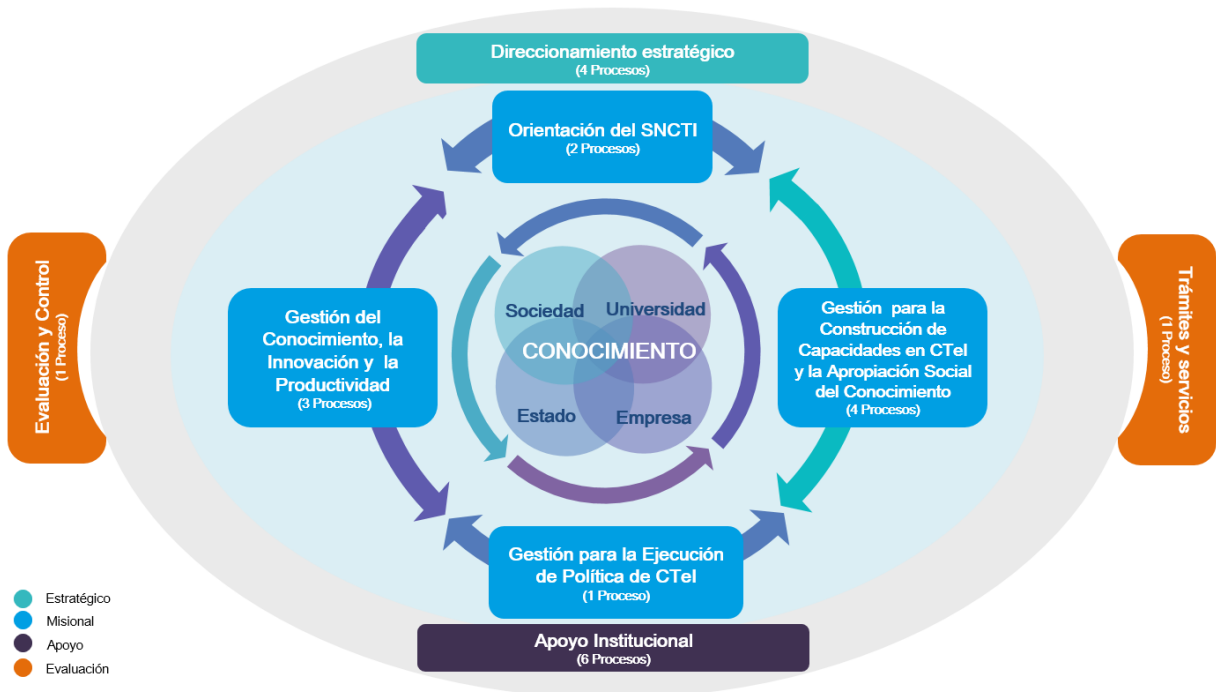 Direccionamiento estratégico
(4 Procesos)
Orientación del SNCTI
(2 Procesos)
Evaluación y Control
(1 Proceso)
Gestión del
Conocimiento, la
Innovación y la
Productividad
(3 Procesos)
Sociedad
Universidad
CONOCIMIENTO
Estado
Empresa
Gestión para la
Construcción de
Capacidades en CTeI
y la Apropiación Social
del Conocimiento
(4 Procesos)
Trámites y servicios
(1 Proceso)
Gestión para la Ejecución
de Política de CTeI
(1 Proceso)
Apoyo Institucional
(6 Procesos)
Estratégico
Misional
Apoyo
Evaluación